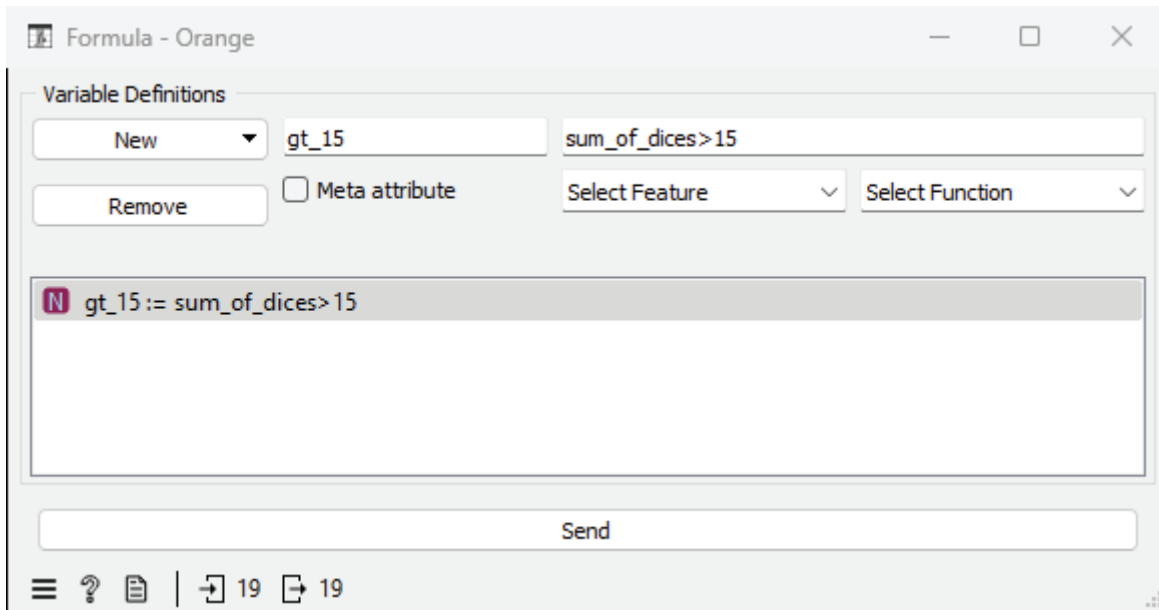 Formula - Orange
Variable Definitions
New gt_15 sum_of_dices>15
Remove Meta attribute Select Feature Select Function
N gt_15 := sum_of_dices>15
Send
? 19 19